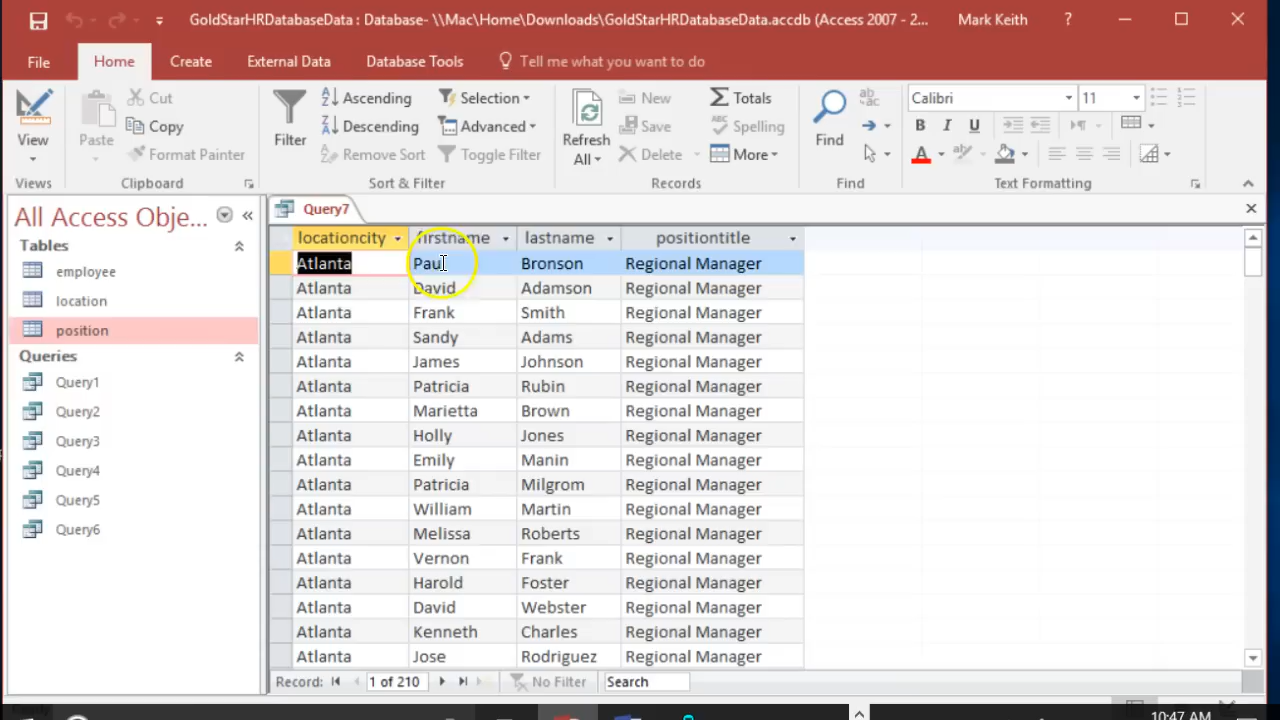 GoldStarHRDatabaseData : Database- \\Mac\Home\Downloads\GoldStarHRDatabaseData.accdb (Access 2007 - 2... Mark Keith ?
File Home Create External Data Database Tools Tell me what you want to do
View
Views
Paste
Cut
Copy
Format Painter
Clipboard
Filter
Ascending
Descending
Remove Sort
Selection
Advanced
Toggle Filter
Sort & Filter
Refresh
All
New
Save
Delete
Totals
Spelling
More
Records
Find
ab
ac
Find
Calibri 11
B I U
A
Text Formatting
All Access Obje...
Tables
employee
location
position
Queries
Query1
Query2
Query3
Query4
Query5
Query6
Query7
locationcity firstname lastname positiontitle
Atlanta Paul Bronson Regional Manager
Atlanta David Adamson Regional Manager
Atlanta Frank Smith Regional Manager
Atlanta Sandy Adams Regional Manager
Atlanta James Johnson Regional Manager
Atlanta Patricia Rubin Regional Manager
Atlanta Marietta Brown Regional Manager
Atlanta Holly Jones Regional Manager
Atlanta Emily Manin Regional Manager
Atlanta Patricia Milgrom Regional Manager
Atlanta William Martin Regional Manager
Atlanta Melissa Roberts Regional Manager
Atlanta Vernon Frank Regional Manager
Atlanta Harold Foster Regional Manager
Atlanta David Webster Regional Manager
Atlanta Kenneth Charles Regional Manager
Atlanta Jose Rodriguez Regional Manager
Record: 1 of 210 No Filter Search
10:47 AM